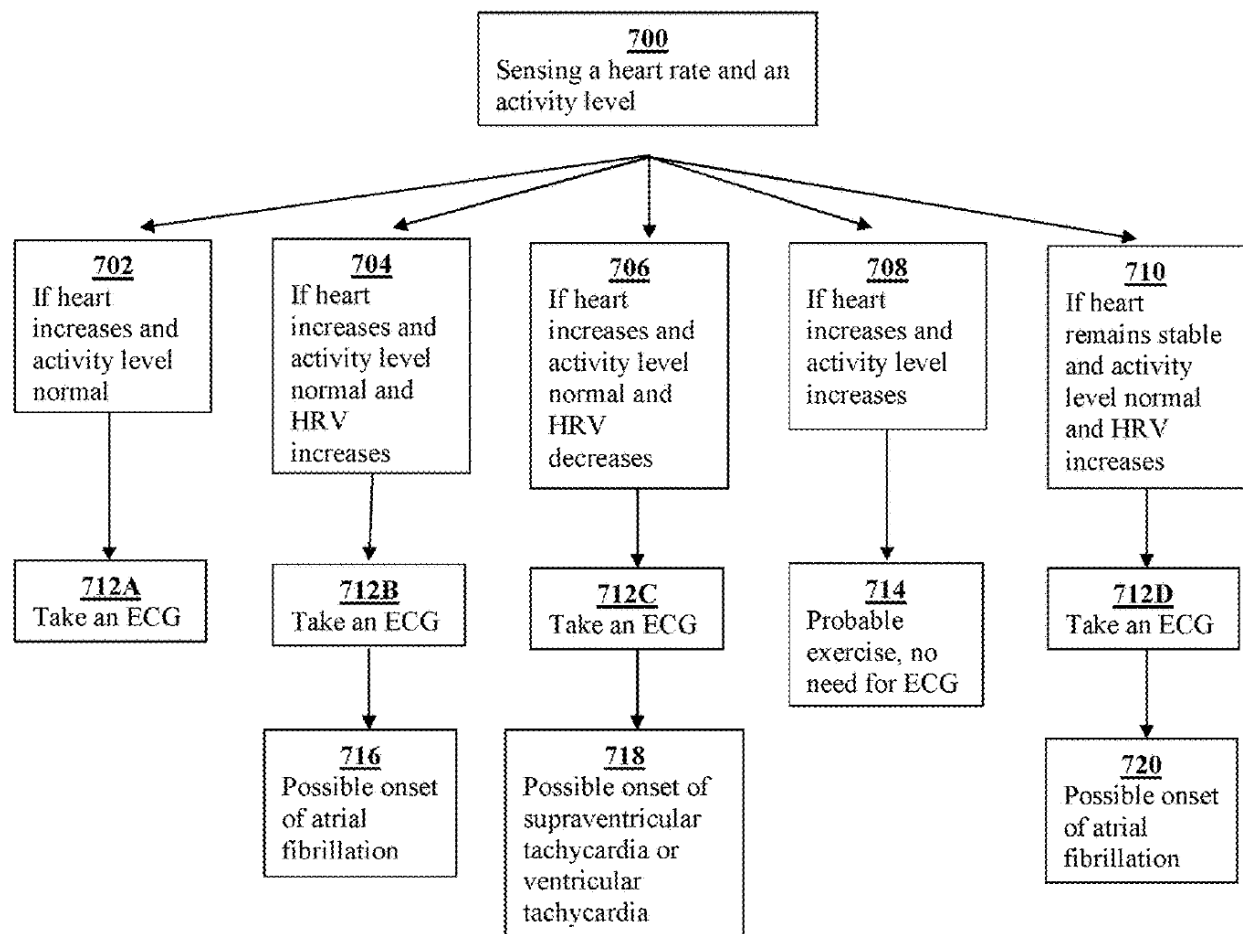 700
Sensing a heart rate and an
activity level
702
If heart
increases and
activity level
normal
704
If heart
increases and
activity level
normal and
HRV
increases
706
If heart
increases and
activity level
normal and
HRV
decreases
708
If heart
increases and
activity level
increases
710
If heart
remains stable
and activity
level normal
and HRV
increases
712A
Take an ECG
712B
Take an ECG
712C
Take an ECG
714
Probable
exercise, no
need for ECG
712D
Take an ECG
716
Possible onset
of atrial
fibrillation
718
Possible onset of
supraventricular
tachycardia or
ventricular
tachycardia
720
Possible onset
of atrial
fibrillation